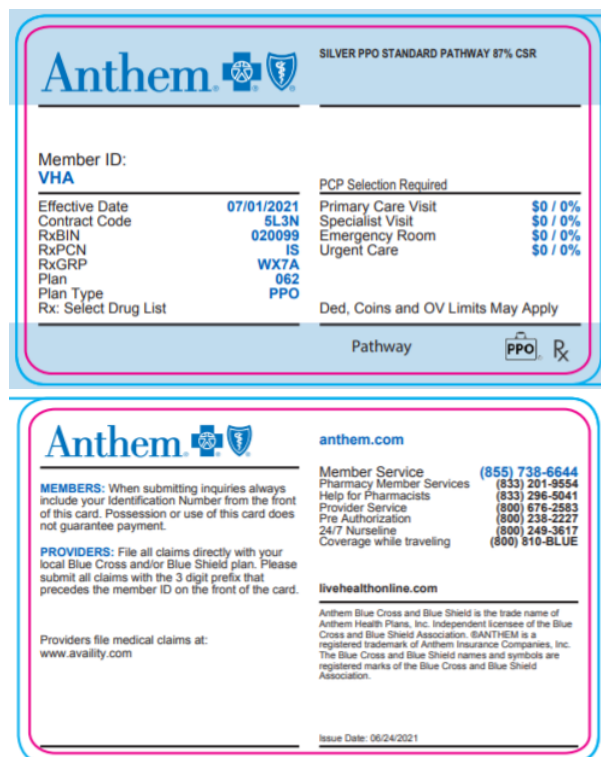 Anthem
SILVER PPO STANDARD PATHWAY 87% CSR
Member ID:
VHA
Effective Date 07/01/2021
Contract Code 5L3N
RxBIN 020099
RxPCN IS
RxGRP WX7A
Plan 062
Plan Type PPO
Rx: Select Drug List
PCP Selection Required
Primary Care Visit $0 / 0%
Specialist Visit $0 / 0%
Emergency Room $0 / 0%
Urgent Care $0 / 0%
Ded, Coins and OV Limits May Apply
Pathway PPO Rx
Anthem
MEMBERS: When submitting inquiries always
include your Identification Number from the front
of this card. Possession or use of this card does
not guarantee payment.
PROVIDERS: File all claims directly with your
local Blue Cross and/or Blue Shield plan. Please
submit all claims with the 3 digit prefix that
precedes the member ID on the front of the card.
Providers file medical claims at:
www.availity.com
anthem.com
Member Service (855) 738-6644
Pharmacy Member Services (833) 201-9554
Help for Pharmacists (833) 296-5041
Provider Service (800) 676-2583
Pre Authorization (800) 238-2227
24/7 Nurseline (800) 249-3617
Coverage while traveling (800) 810-BLUE
livehealthonline.com
Anthem Blue Cross and Blue Shield is the trade name of
Anthem Health Plans, Inc. Independent licensee of the Blue
Cross and Blue Shield Association. ®ANTHEM is a
registered trademark of Anthem Insurance Companies, Inc.
The Blue Cross and Blue Shield names and symbols are
registered marks of the Blue Cross and Blue Shield
Association.
Issue Date: 06/24/2021